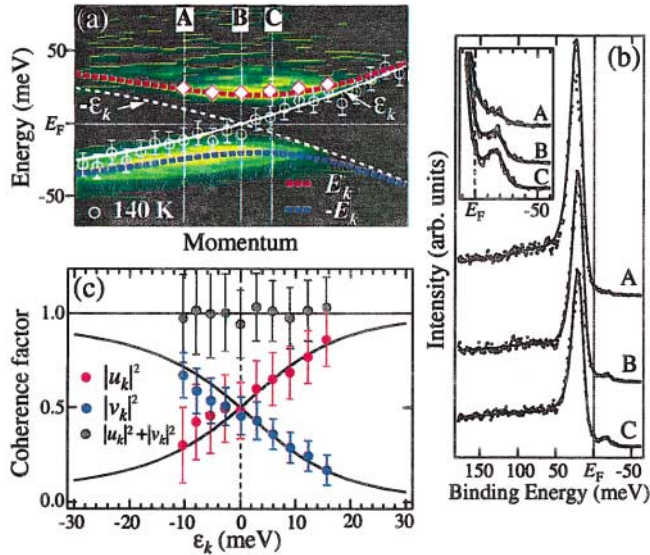 (a)
A
B
C
50
E_F
-50
Energy (meV)
-ε_k
ε_k
140 K
E_k
-E_k
Momentum
(b)
A
B
C
E_F
-50
A
B
C
Intensity (arb. units)
150
100
50
E_F
-50
Binding Energy (meV)
(c)
1.0
0.5
0.0
Coherence factor
|u_k|²
|v_k|²
|u_k|²+|v_k|²
-30
-20
-10
0
10
20
30
ε_k (meV)